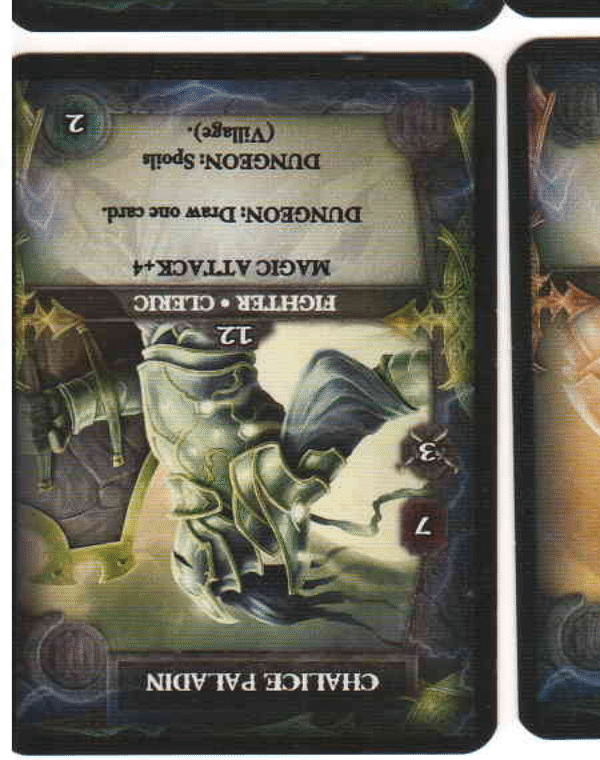 CHALICE PALADIN
7
3
12
FIGHTER • CLERIC
MAGIC ATTACK+4
DUNGEON: Draw one card.
DUNGEON: Spoils
(Village).
2